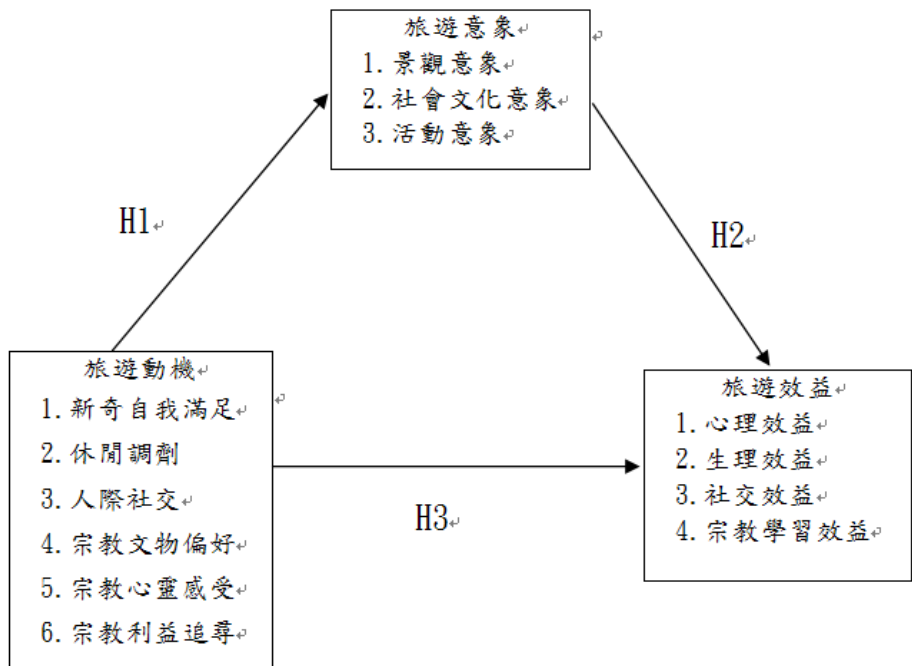 旅遊意象
1.景觀意象
2.社會文化意象
3.活動意象
H1
H2
旅遊動機
1.新奇自我滿足
2.休閒調劑
3.人際社交
4.宗教文物偏好
5.宗教心靈感受
6.宗教利益追尋
H3
旅遊效益
1.心理效益
2.生理效益
3.社交效益
4.宗教學習效益